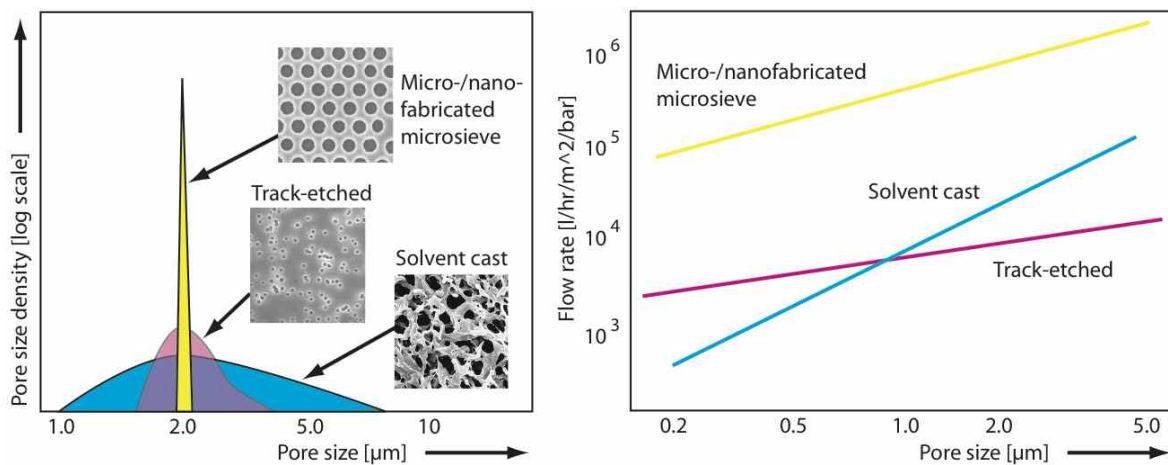 Pore size density [log scale]
Micro-/nano-
fabricated
microsieve
Track-etched
Solvent cast
1.0 2.0 5.0 10
Pore size [µm]
Flow rate [l/hr/m^2/bar]
10^6
10^5
10^4
10^3
Micro-/nanofabricated
microsieve
Solvent cast
Track-etched
0.2 0.5 1.0 2.0 5.0
Pore size [µm]